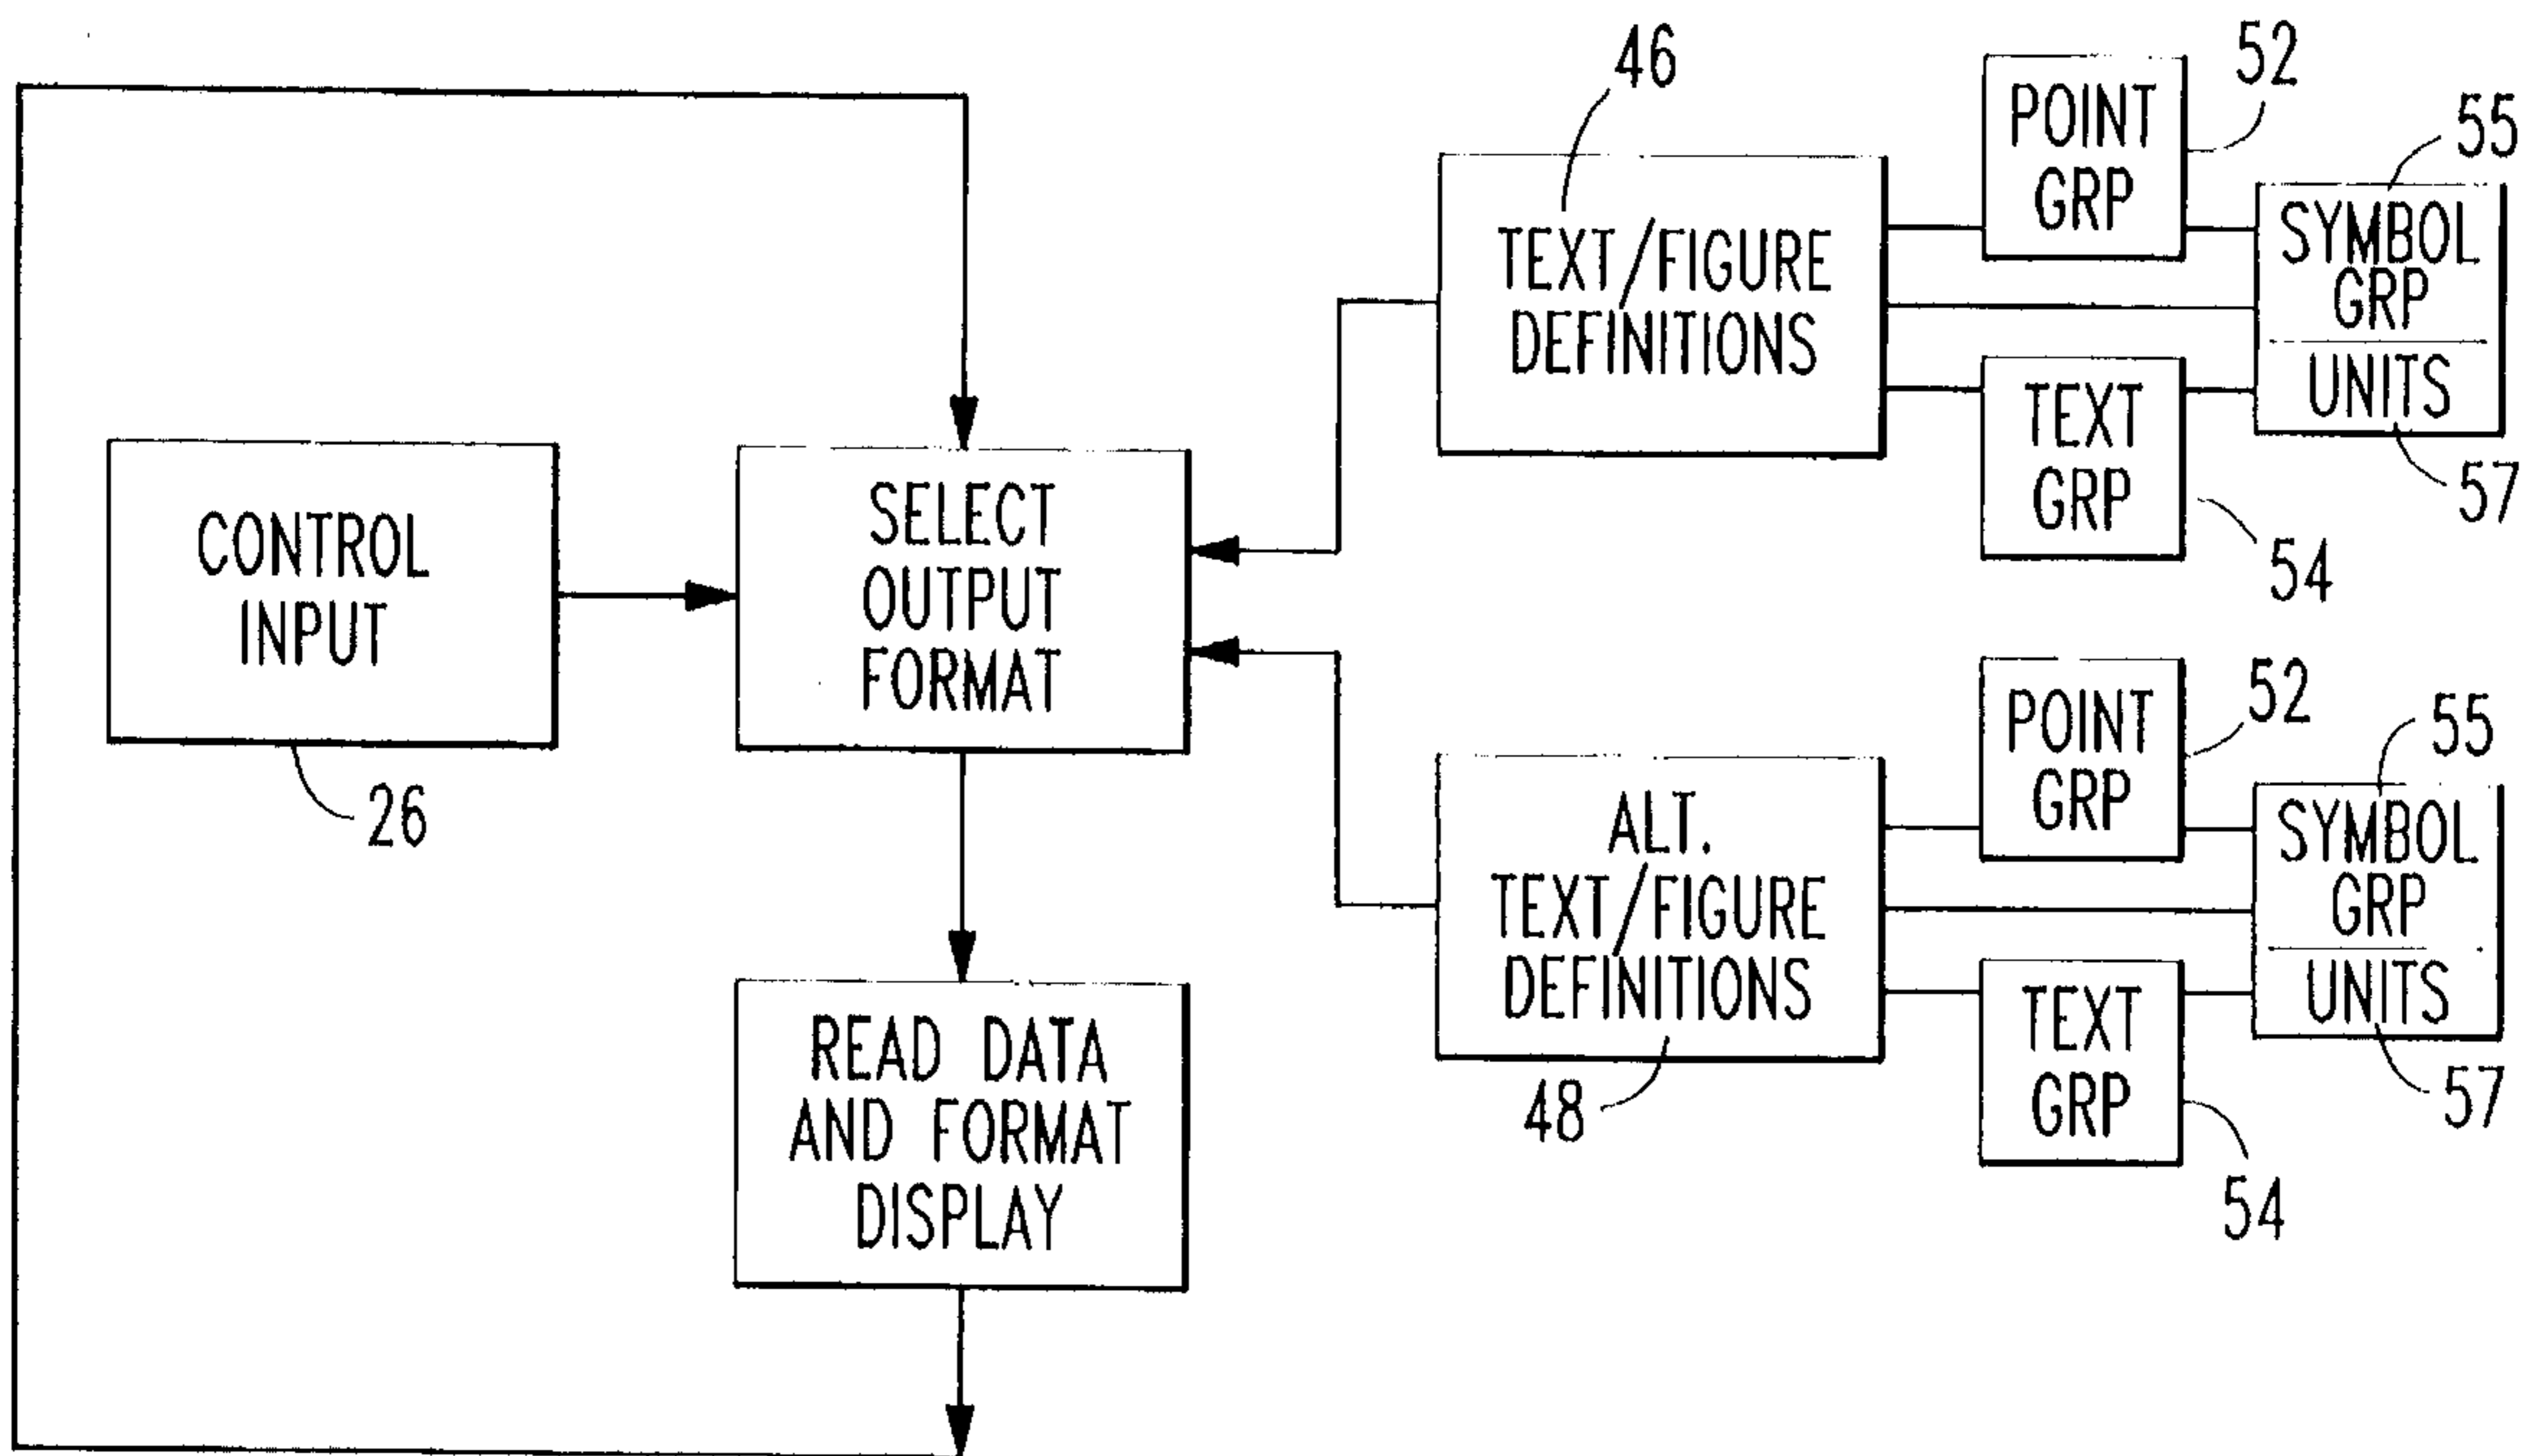 46
52
POINT
GRP
55
TEXT/FIGURE
DEFINITIONS
SYMBOL
GRP
UNITS
TEXT
GRP
57
54
CONTROL
INPUT
26
SELECT
OUTPUT
FORMAT
POINT
GRP
52
55
ALT.
TEXT/FIGURE
DEFINITIONS
48
SYMBOL
GRP
UNITS
TEXT
GRP
57
54
READ DATA
AND FORMAT
DISPLAY